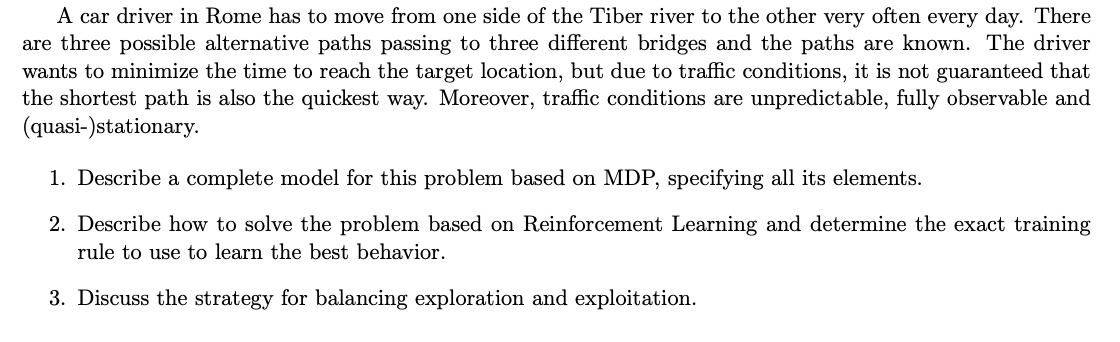 A car driver in Rome has to move from one side of the Tiber river to the other very often every day. There
are three possible alternative paths passing to three different bridges and the paths are known. The driver
wants to minimize the time to reach the target location, but due to traffic conditions, it is not guaranteed that
the shortest path is also the quickest way. Moreover, traffic conditions are unpredictable, fully observable and
(quasi-)stationary.
1. Describe a complete model for this problem based on MDP, specifying all its elements.
2. Describe how to solve the problem based on Reinforcement Learning and determine the exact training
rule to use to learn the best behavior.
3. Discuss the strategy for balancing exploration and exploitation.